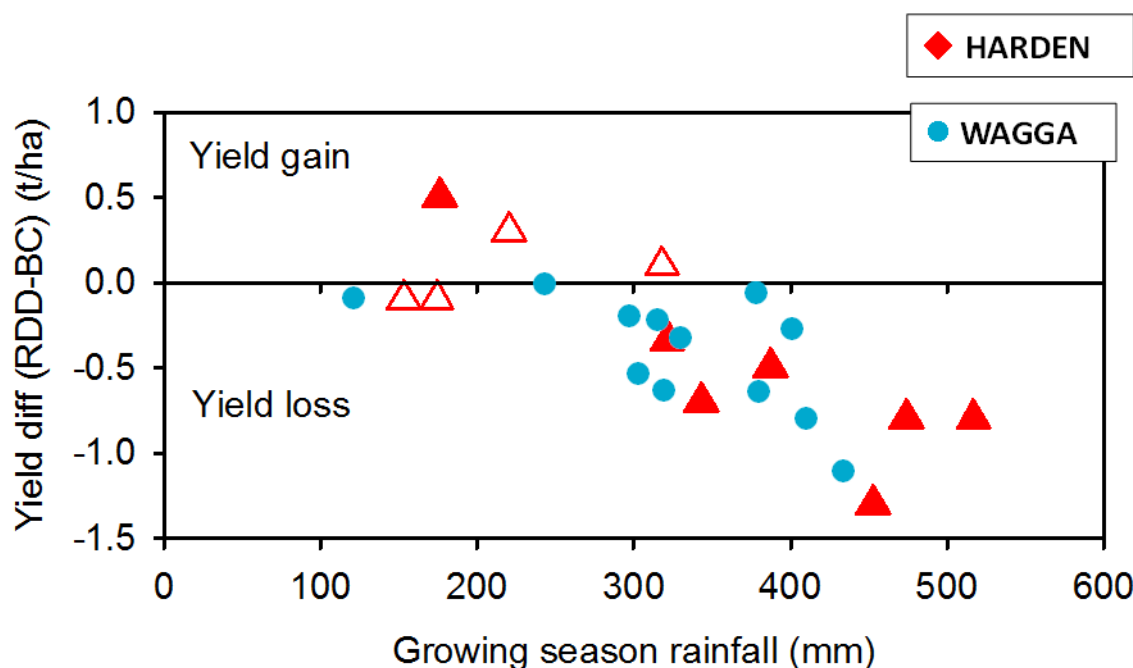 HARDEN
WAGGA
Yield diff (RDD-BC) (t/ha)
1.0
0.5
0.0
-0.5
-1.0
-1.5
Yield gain
Yield loss
0 100 200 300 400 500 600
Growing season rainfall (mm)